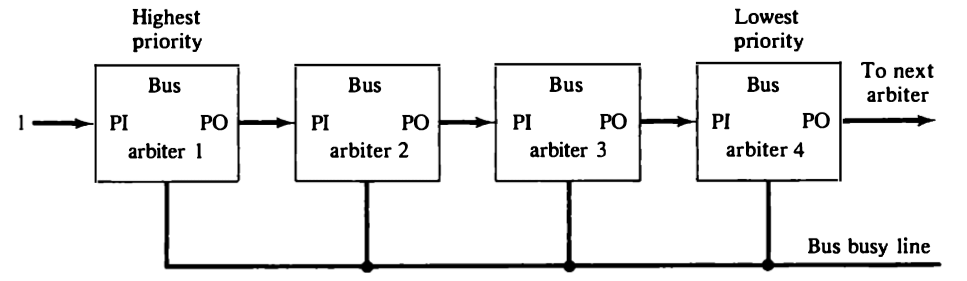 Highest
priority
Lowest
priority
To next
arbiter
1
Bus
PI PO
arbiter 1
Bus
PI PO
arbiter 2
Bus
PI PO
arbiter 3
Bus
PI PO
arbiter 4
Bus busy line